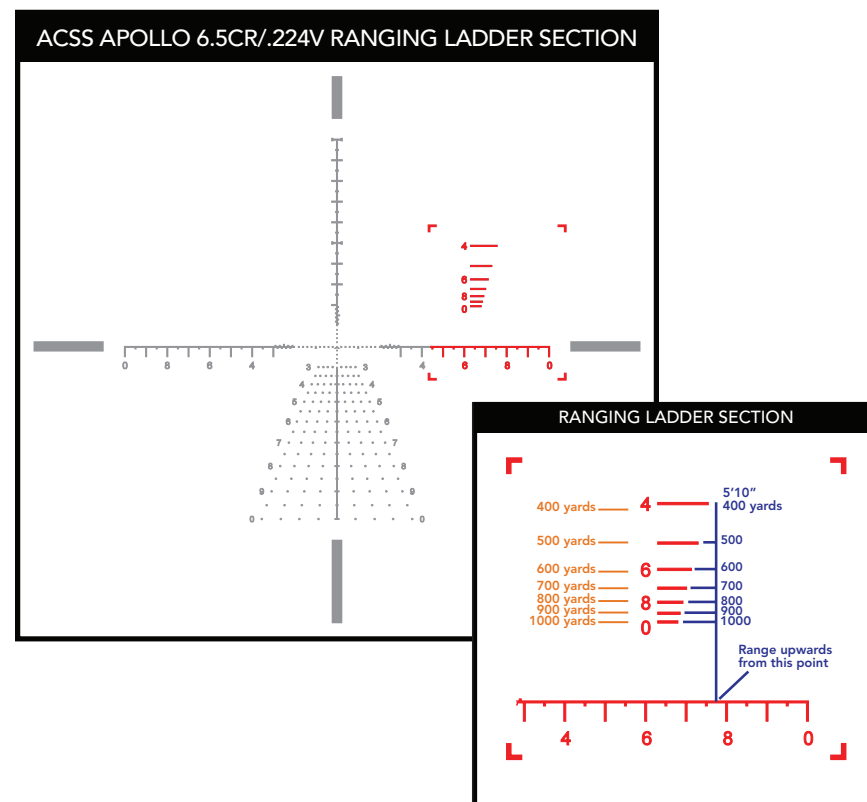 ACSS APOLLO 6.5CR/.224V RANGING LADDER SECTION
4
6
8
0
0 8 6 4 4 6 8 0
3 3
4 4
5 5
6 6
7 7
8 8
9 9
0 0
RANGING LADDER SECTION
5'10"
400 yards 4 400 yards
500 yards 500
600 yards 6 600
700 yards 700
800 yards 8 800
900 yards 900
1000 yards 0 1000
Range upwards
from this point
4 6 8 0